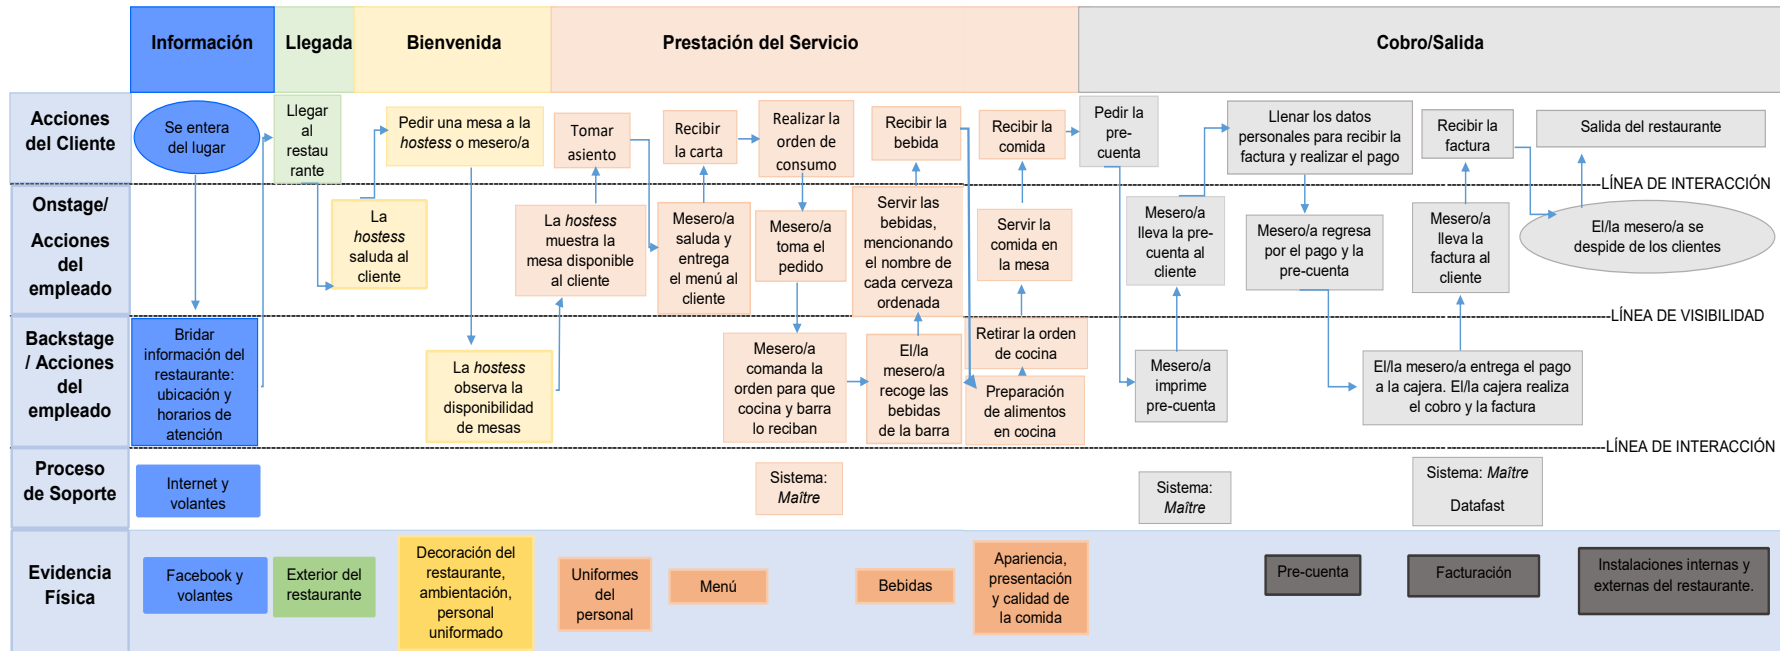 Información
Llegada
Bienvenida
Prestación del Servicio
Cobro/Salida
Acciones
del Cliente
Se entera
del lugar
Llegar
al
restau
rante
Pedir una mesa a la
hostess o mesero/a
Tomar
asiento
Recibir
la carta
Realizar la
orden de
consumo
Recibir la
bebida
Recibir la
comida
Pedir la
pre-
cuenta
Llenar los datos
personales para recibir la
factura y realizar el pago
Recibir la
factura
Salida del restaurante
LÍNEA DE INTERACCIÓN
Onstage/
Acciones
del
empleado
La
hostess
saluda al
cliente
La hostess
muestra la
mesa disponible
al cliente
Mesero/a
saluda y
entrega
el menú al
cliente
Mesero/a
toma el
pedido
Servir las
bebidas,
mencionando
el nombre de
cada cerveza
ordenada
Servir la
comida en
la mesa
Mesero/a
lleva la pre-
cuenta al
cliente
Mesero/a regresa
por el pago y la
pre-cuenta
Mesero/a
lleva la
factura al
cliente
El/la mesero/a se
despide de los clientes
LÍNEA DE VISIBILIDAD
Backstage
/ Acciones
del
empleado
Bridar
información del
restaurante:
ubicación y
horarios de
atención
La hostess
observa la
disponibilidad
de mesas
Mesero/a
comanda la
orden para que
cocina y barra
lo reciban
El/la
mesero/a
recoge las
bebidas
de la barra
Retirar la orden
de cocina
Preparación
de alimentos
en cocina
Mesero/a
imprime
pre-cuenta
El/la mesero/a entrega el pago
a la cajera. El/la cajera realiza
el cobro y la factura
LÍNEA DE INTERACCIÓN
Proceso
de Soporte
Internet y
volantes
Sistema:
Maître
Sistema:
Maître
Sistema: Maître
Datafast
Evidencia
Física
Facebook y
volantes
Exterior del
restaurante
Decoración del
restaurante,
ambientación,
personal
uniformado
Uniformes
del
personal
Menú
Bebidas
Apariencia,
presentación
y calidad de
la comida
Pre-cuenta
Facturación
Instalaciones internas y
externas del restaurante.